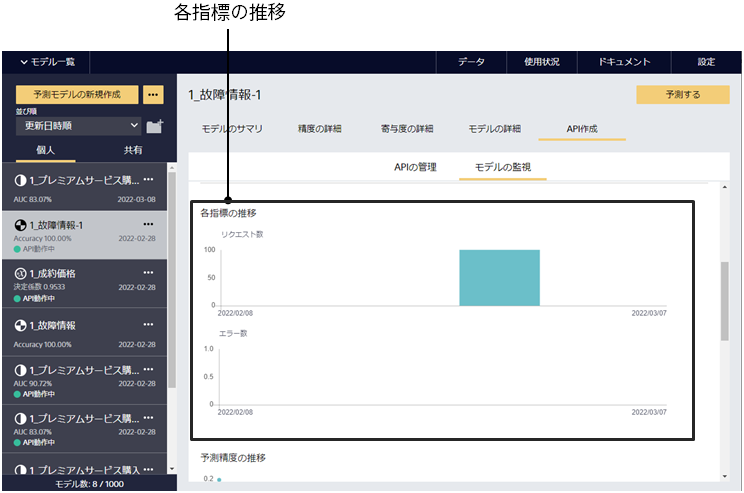 各指標の推移
モデル一覧
データ
使用状況
ドキュメント
設定
予測モデルの新規作成
並び順
更新日時順
個人
共有
1_プレミアムサービス購...
AUC 83.07%
2022-03-08
1_故障情報-1
Accuracy 100.00%
2022-02-28
API動作中
1_成約価格
決定係数 0.9533
2022-02-28
API動作中
1_故障情報
Accuracy 100.00%
2022-02-28
1_プレミアムサービス購...
AUC 90.72%
2022-02-28
API動作中
1_プレミアムサービス購...
AUC 83.07%
2022-02-28
API動作中
1_プレミアムサービス購入
モデル数: 8 / 1000
1_故障情報-1
予測する
モデルのサマリ
精度の詳細
寄与度の詳細
モデルの詳細
API作成
APIの管理
モデルの監視
各指標の推移
リクエスト数
100
50
0
2022/02/08
2022/03/07
エラー数
1.0
0.5
0
2022/02/08
2022/03/07
予測精度の推移
0.2